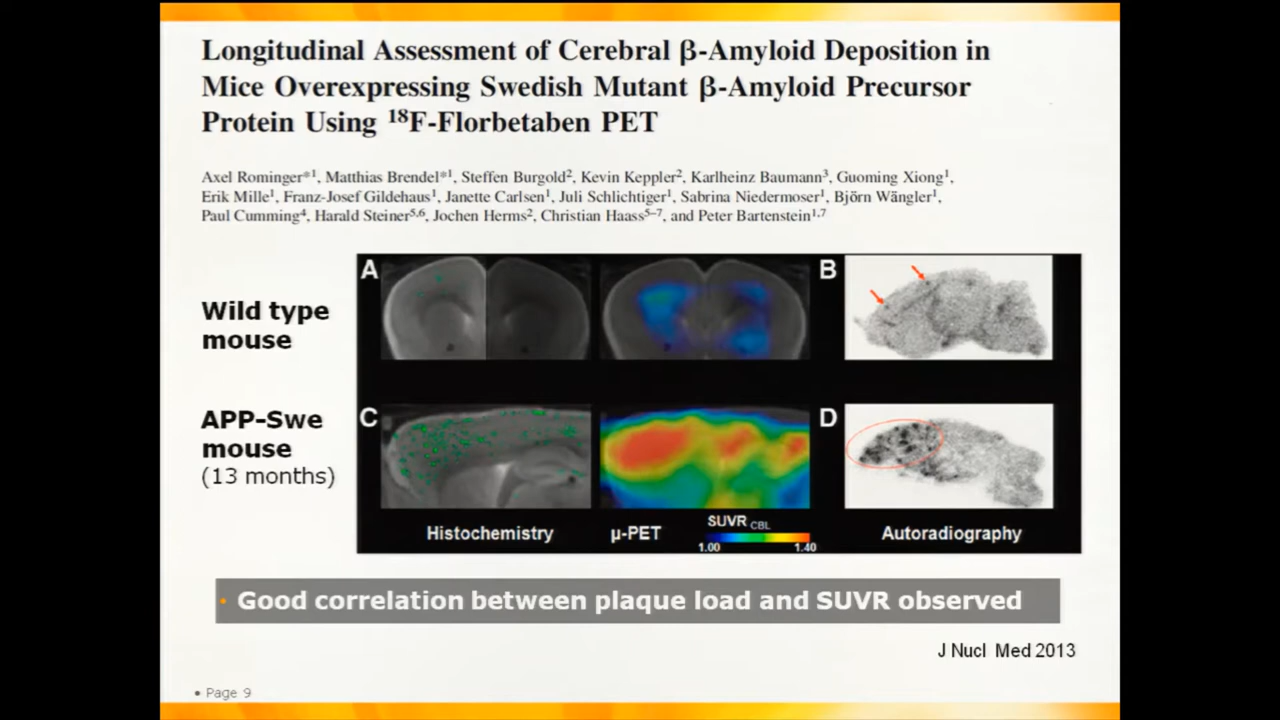 Longitudinal Assessment of Cerebral β-Amyloid Deposition in
Mice Overexpressing Swedish Mutant β-Amyloid Precursor
Protein Using ¹⁸F-Florbetaben PET
Axel Rominger*¹, Matthias Brendel*¹, Steffen Burgold², Kevin Keppler², Karlheinz Baumann³, Guoming Xiong¹,
Erik Mille¹, Franz-Josef Gildehaus¹, Janette Carlsen¹, Juli Schlichtiger¹, Sabrina Niedermoser¹, Björn Wängler¹,
Paul Cumming⁴, Harald Steiner⁵,⁶, Jochen Herms², Christian Haass⁵⁻⁷, and Peter Bartenstein¹,⁷
A
B
Wild type
mouse
C
D
APP-Swe
mouse
(13 months)
Histochemistry
µ-PET
SUVR CBL
1.00
1.40
Autoradiography
• Good correlation between plaque load and SUVR observed
J Nucl Med 2013
• Page 9